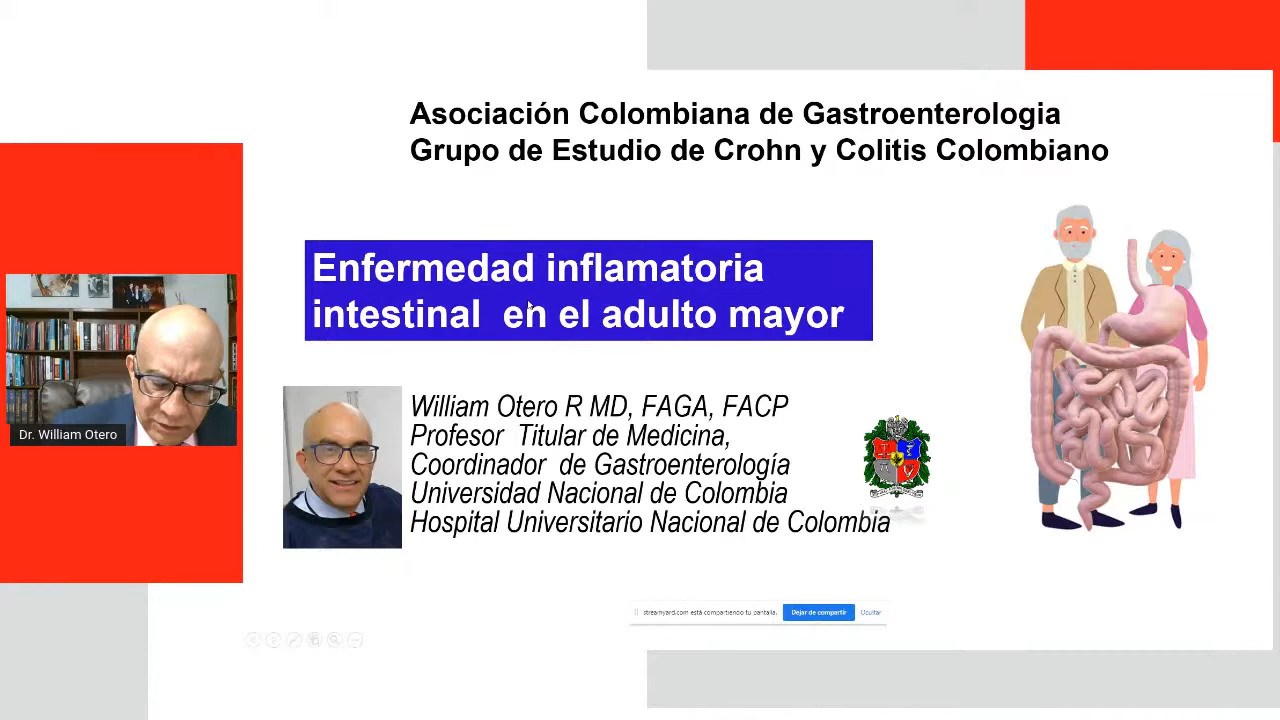 Asociación Colombiana de Gastroenterologia
Grupo de Estudio de Crohn y Colitis Colombiano
Enfermedad inflamatoria
intestinal en el adulto mayor
Dr. William Otero
William Otero R MD, FAGA, FACP
Profesor Titular de Medicina,
Coordinador de Gastroenterología
Universidad Nacional de Colombia
Hospital Universitario Nacional de Colombia
streamyard.com está compartiendo tu pantalla. Dejar de compartir Ocultar